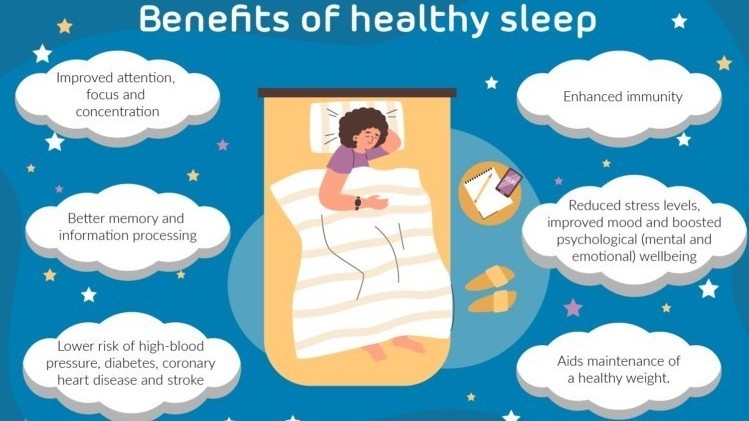 Benefits of healthy sleep
Improved attention,
focus and
concentration
Enhanced immunity
Better memory and
information processing
Reduced stress levels,
improved mood and boosted
psychological (mental and
emotional) wellbeing
Lower risk of high-blood
pressure, diabetes, coronary
heart disease and stroke
Aids maintenance of
a healthy weight.